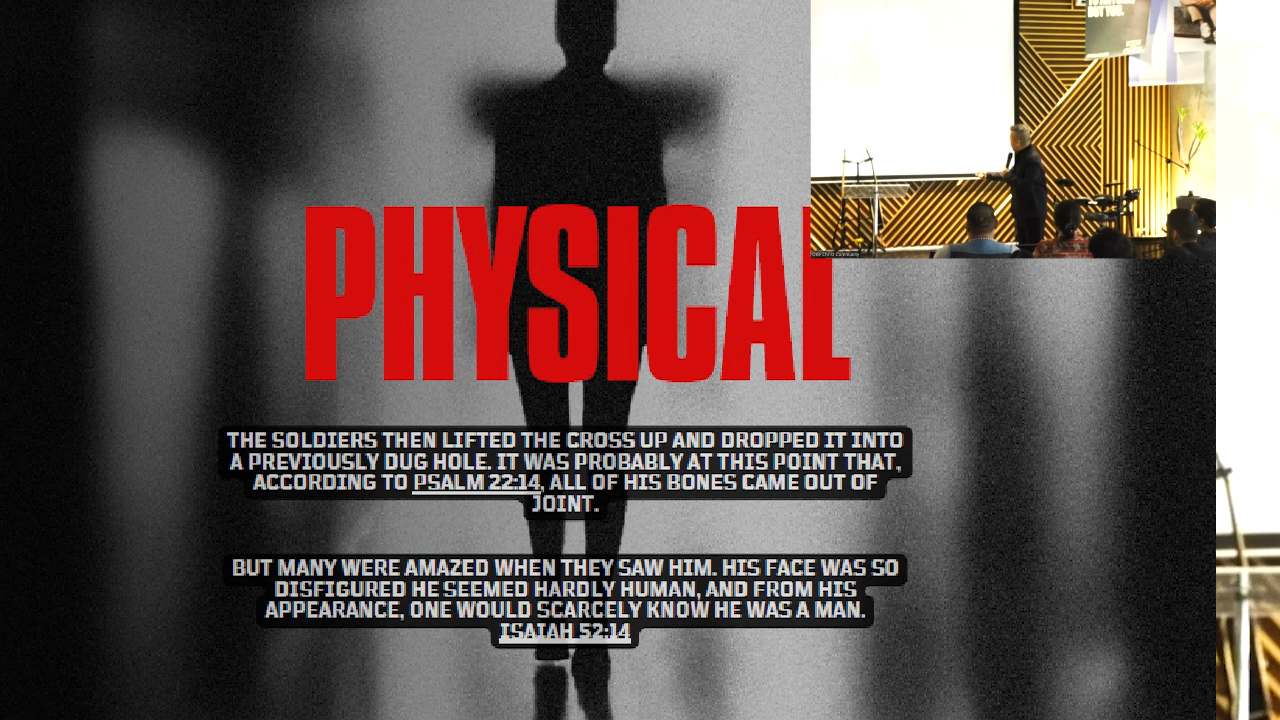 BUT YOU.
PHYSICAL
THE SOLDIERS THEN LIFTED THE CROSS UP AND DROPPED IT INTO
A PREVIOUSLY DUG HOLE. IT WAS PROBABLY AT THIS POINT THAT,
ACCORDING TO PSALM 22:14, ALL OF HIS BONES CAME OUT OF
JOINT.
BUT MANY WERE AMAZED WHEN THEY SAW HIM. HIS FACE WAS SO
DISFIGURED HE SEEMED HARDLY HUMAN, AND FROM HIS
APPEARANCE, ONE WOULD SCARCELY KNOW HE WAS A MAN.
ISAIAH 52:14